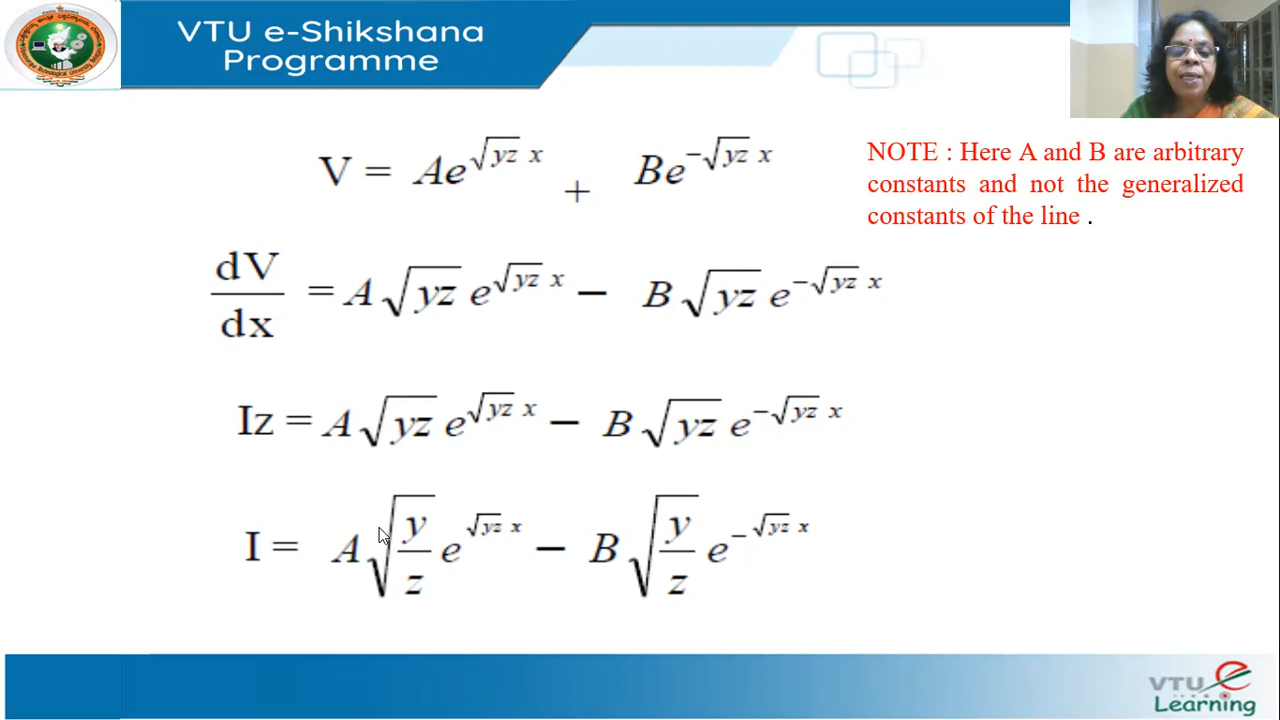 VTU e-Shikshana
Programme
V = Ae^{√yz x} + Be^{−√yz x}
NOTE : Here A and B are arbitrary
constants and not the generalized
constants of the line .
dV/dx = A√yz e^{√yz x} − B√yz e^{−√yz x}
Iz = A√yz e^{√yz x} − B√yz e^{−√yz x}
I = A√(y/z) e^{√yz x} − B√(y/z) e^{−√yz x}
VTU e
Learning